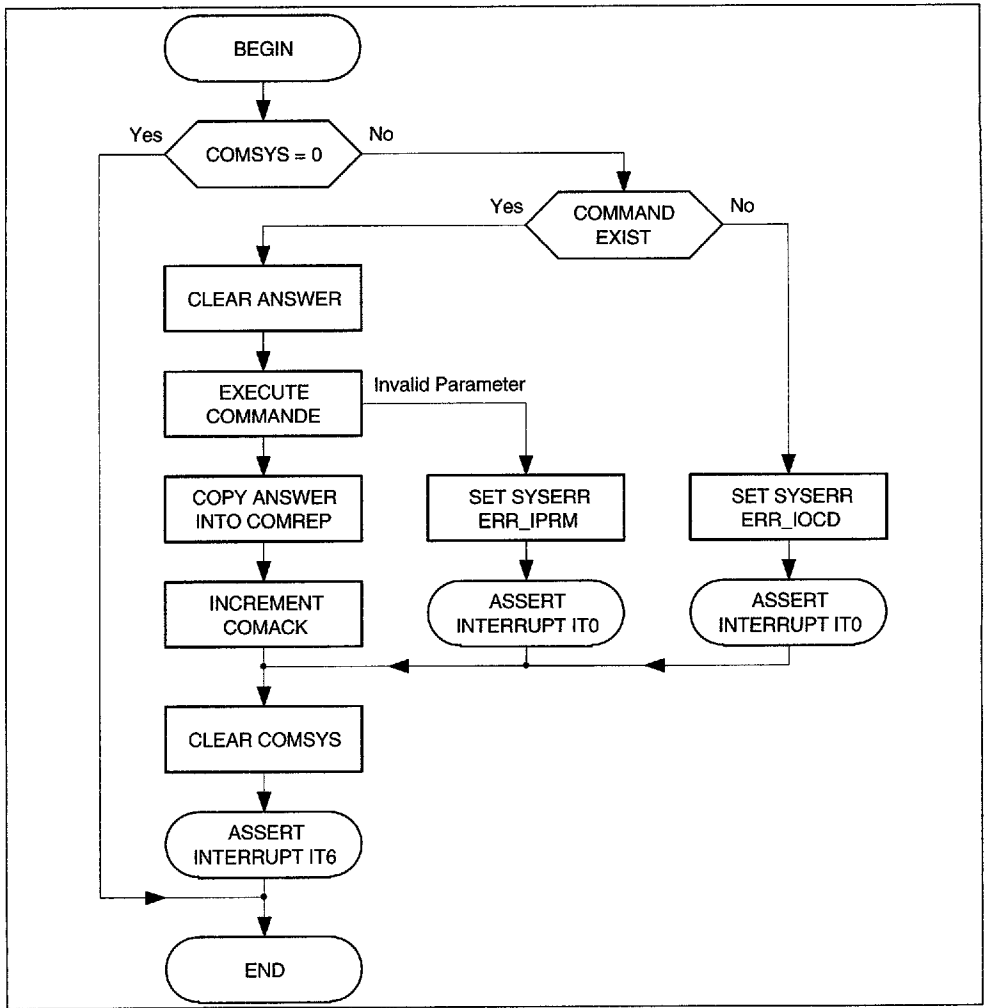 BEGIN
Yes
No
COMSYS = 0
Yes
COMMAND
EXIST
No
CLEAR ANSWER
EXECUTE
COMMANDE
Invalid Parameter
COPY ANSWER
INTO COMREP
SET SYSERR
ERR_IPRM
SET SYSERR
ERR_IOCD
INCREMENT
COMACK
ASSERT
INTERRUPT IT0
ASSERT
INTERRUPT IT0
CLEAR COMSYS
ASSERT
INTERRUPT IT6
END